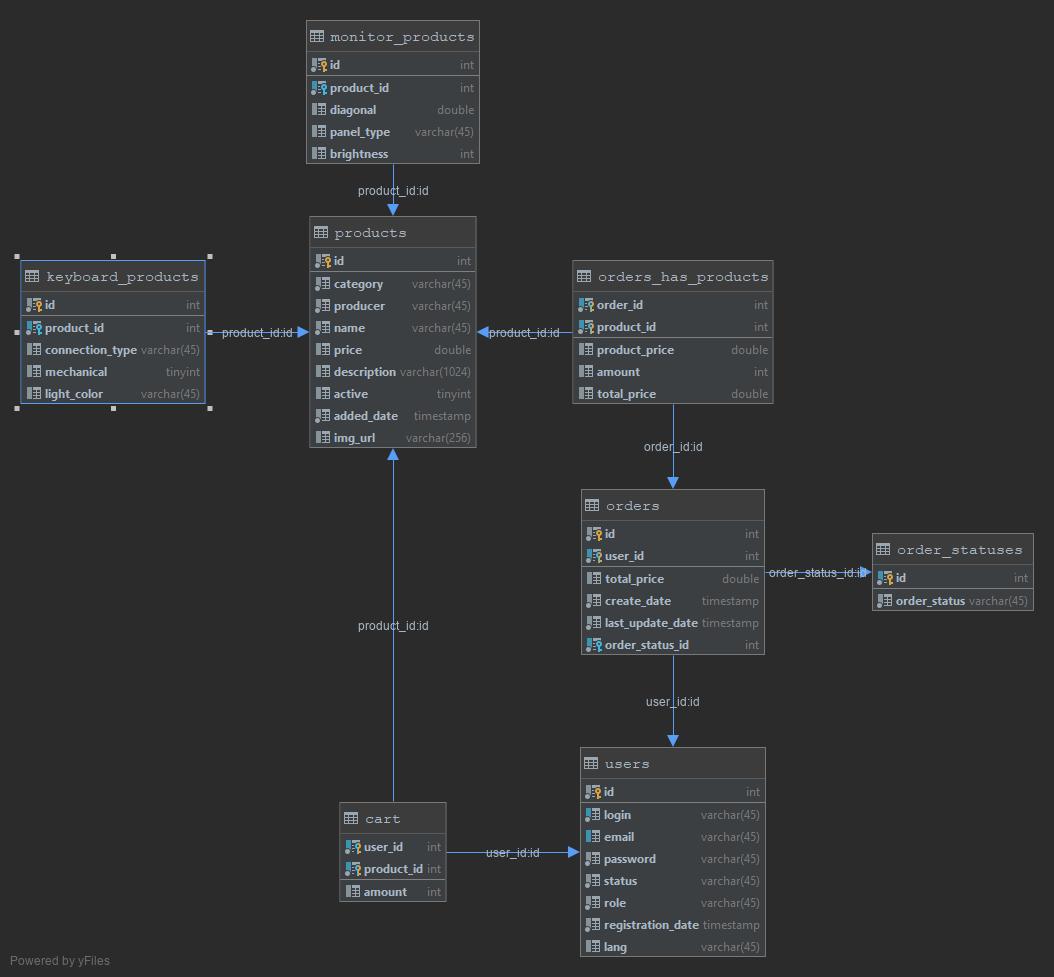 monitor_products
id int
product_id int
diagonal double
panel_type varchar(45)
brightness int
product_id:id
products
id int
category varchar(45)
producer varchar(45)
name varchar(45)
price double
description varchar(1024)
active tinyint
added_date timestamp
img_url varchar(256)
keyboard_products
id int
product_id int
connection_type varchar(45)
mechanical tinyint
light_color varchar(45)
product_id:id
orders_has_products
order_id int
product_id int
product_price double
amount int
total_price double
product_id:id
order_id:id
orders
id int
user_id int
total_price double
create_date timestamp
last_update_date timestamp
order_status_id int
order_status_id:id
order_statuses
id int
order_status varchar(45)
product_id:id
user_id:id
users
id int
login varchar(45)
email varchar(45)
password varchar(45)
status varchar(45)
role varchar(45)
registration_date timestamp
lang varchar(45)
cart
user_id int
product_id int
amount int
user_id:id
Powered by yFiles